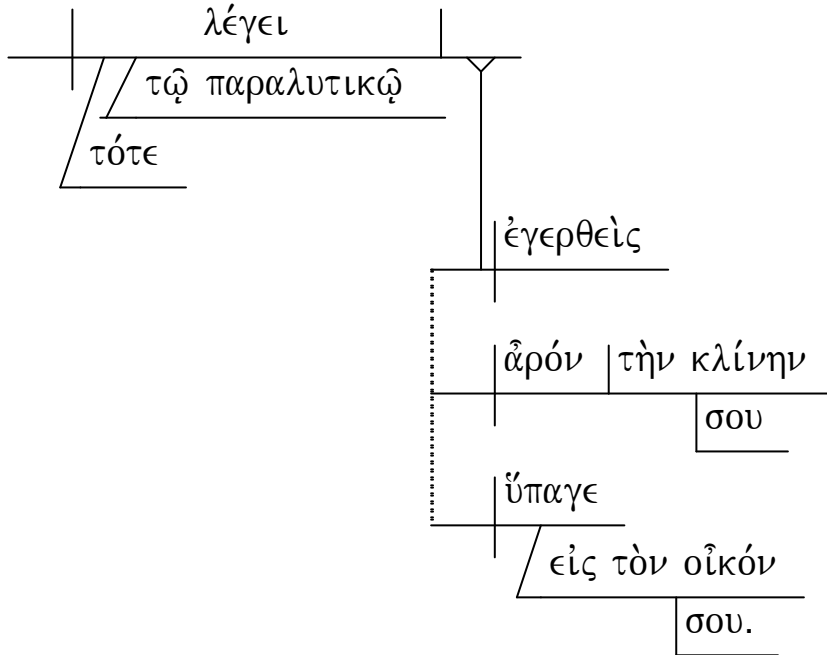 λέγει
τῷ παραλυτικῷ
τότε
ἐγερθεὶς
ἆρόν τὴν κλίνην
σου
ὕπαγε
εἰς τὸν οἶκόν
σου.